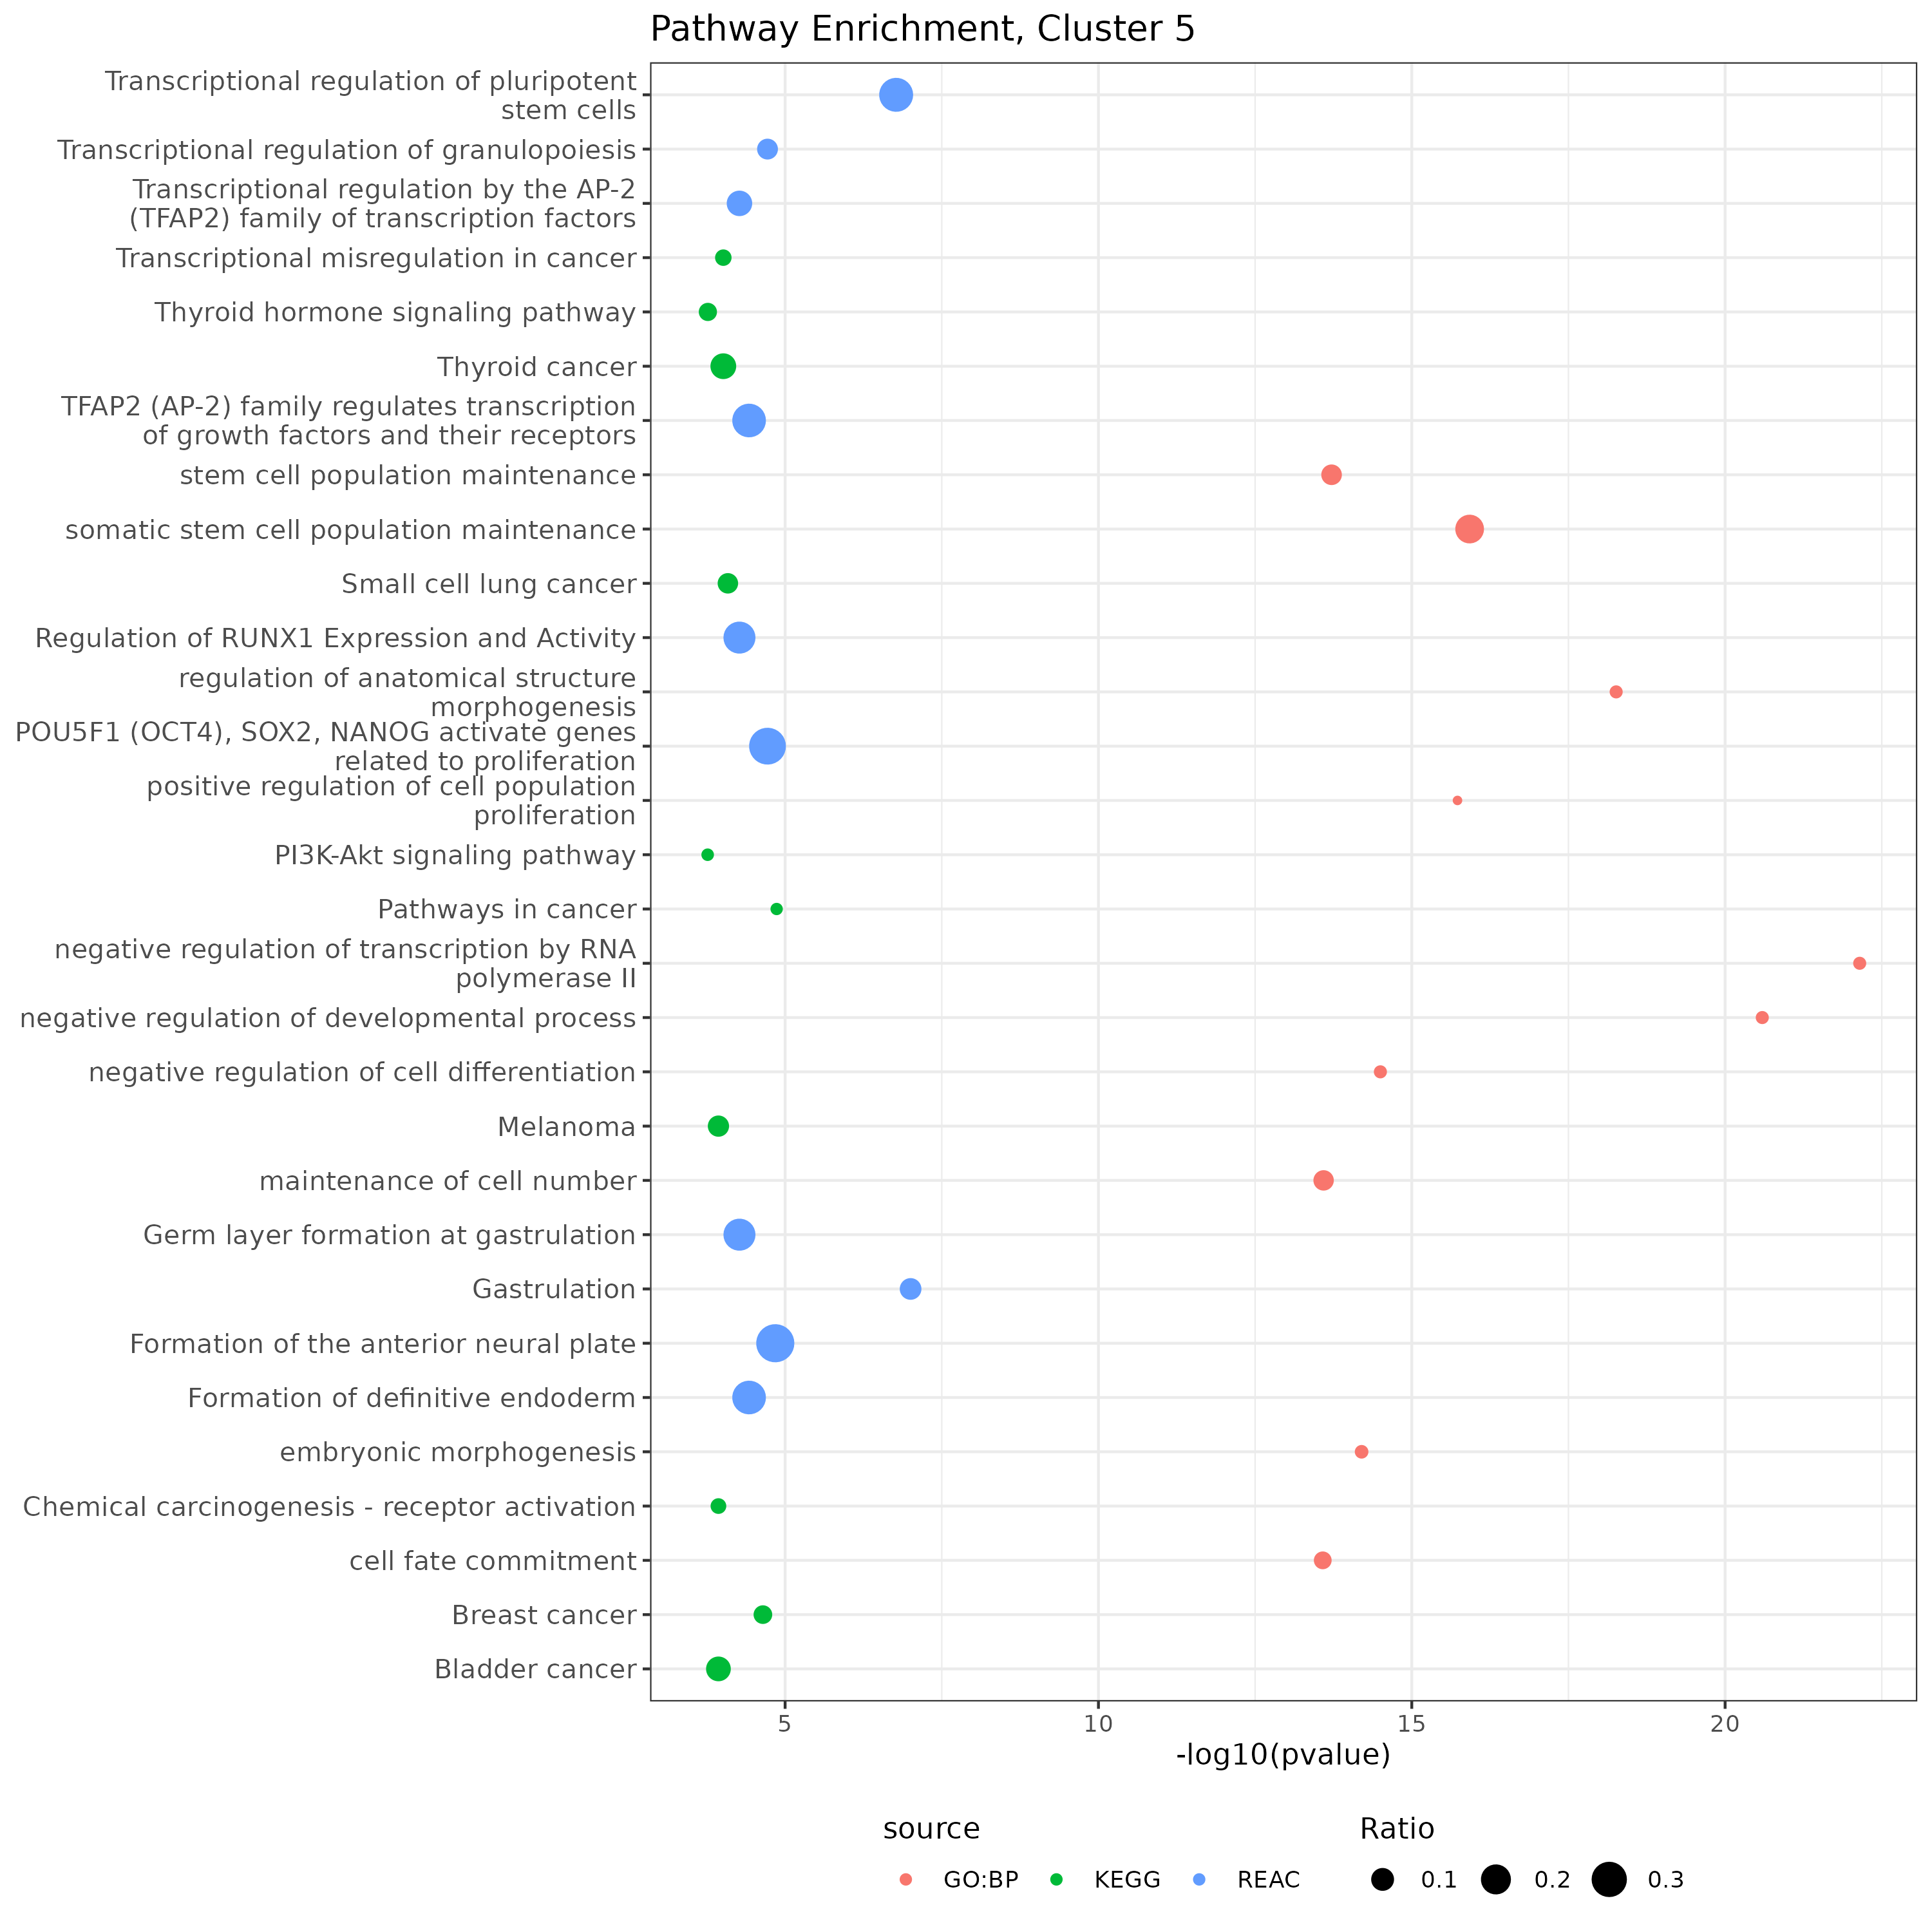 Pathway Enrichment, Cluster 5
Transcriptional regulation of pluripotent
stem cells
Transcriptional regulation of granulopoiesis
Transcriptional regulation by the AP-2
(TFAP2) family of transcription factors
Transcriptional misregulation in cancer
Thyroid hormone signaling pathway
Thyroid cancer
TFAP2 (AP-2) family regulates transcription
of growth factors and their receptors
stem cell population maintenance
somatic stem cell population maintenance
Small cell lung cancer
Regulation of RUNX1 Expression and Activity
regulation of anatomical structure
morphogenesis
POU5F1 (OCT4), SOX2, NANOG activate genes
related to proliferation
positive regulation of cell population
proliferation
PI3K-Akt signaling pathway
Pathways in cancer
negative regulation of transcription by RNA
polymerase II
negative regulation of developmental process
negative regulation of cell differentiation
Melanoma
maintenance of cell number
Germ layer formation at gastrulation
Gastrulation
Formation of the anterior neural plate
Formation of definitive endoderm
embryonic morphogenesis
Chemical carcinogenesis - receptor activation
cell fate commitment
Breast cancer
Bladder cancer
5 10 15 20
-log10(pvalue)
source Ratio
GO:BP KEGG REAC 0.1 0.2 0.3